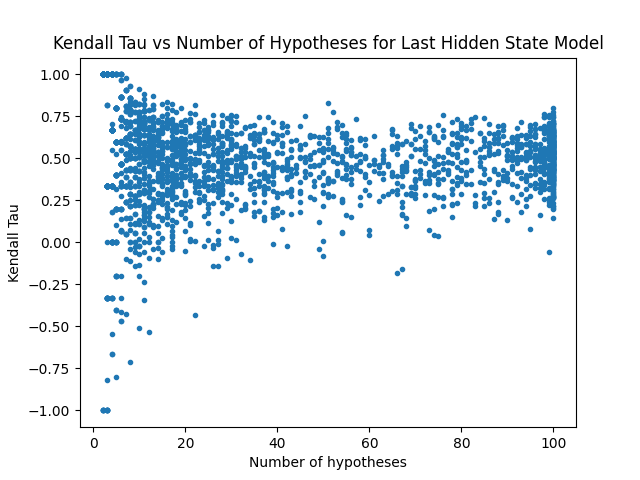 Kendall Tau vs Number of Hypotheses for Last Hidden State Model
1.00
0.75
0.50
0.25
0.00
−0.25
−0.50
−0.75
−1.00
Kendall Tau
0 20 40 60 80 100
Number of hypotheses